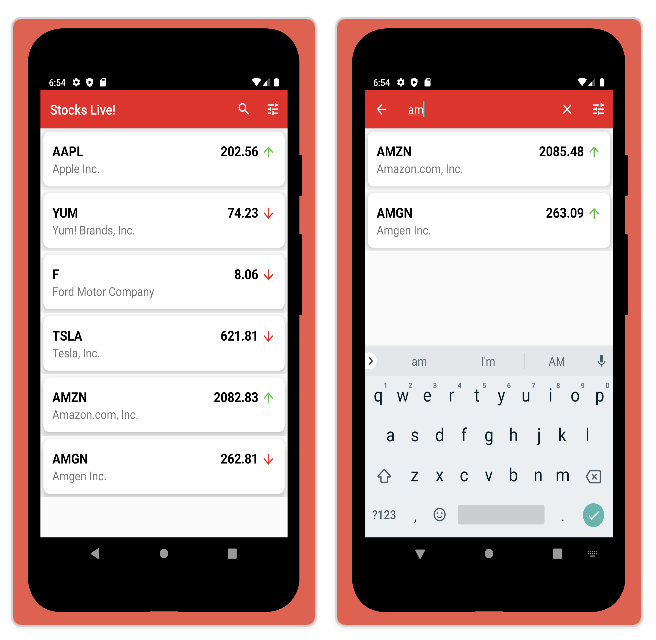 6:54
Stocks Live!
AAPL 202.56
Apple Inc.
YUM 74.23
Yum! Brands, Inc.
F 8.06
Ford Motor Company
TSLA 621.81
Tesla, Inc.
AMZN 2082.83
Amazon.com, Inc.
AMGN 262.81
Amgen Inc.
6:54
am
AMZN 2085.48
Amazon.com, Inc.
AMGN 263.09
Amgen Inc.
am I'm AM
1 2 3 4 5 6 7 8 9 0
q w e r t y u i o p
a s d f g h j k l
z x c v b n m
?123 , .